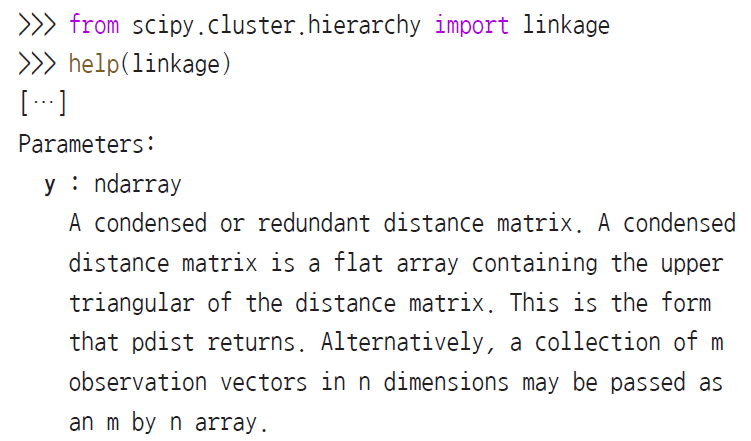 >>> from scipy.cluster.hierarchy import linkage
>>> help(linkage)
[…]
Parameters:
y : ndarray
A condensed or redundant distance matrix. A condensed
distance matrix is a flat array containing the upper
triangular of the distance matrix. This is the form
that pdist returns. Alternatively, a collection of m
observation vectors in n dimensions may be passed as
an m by n array.